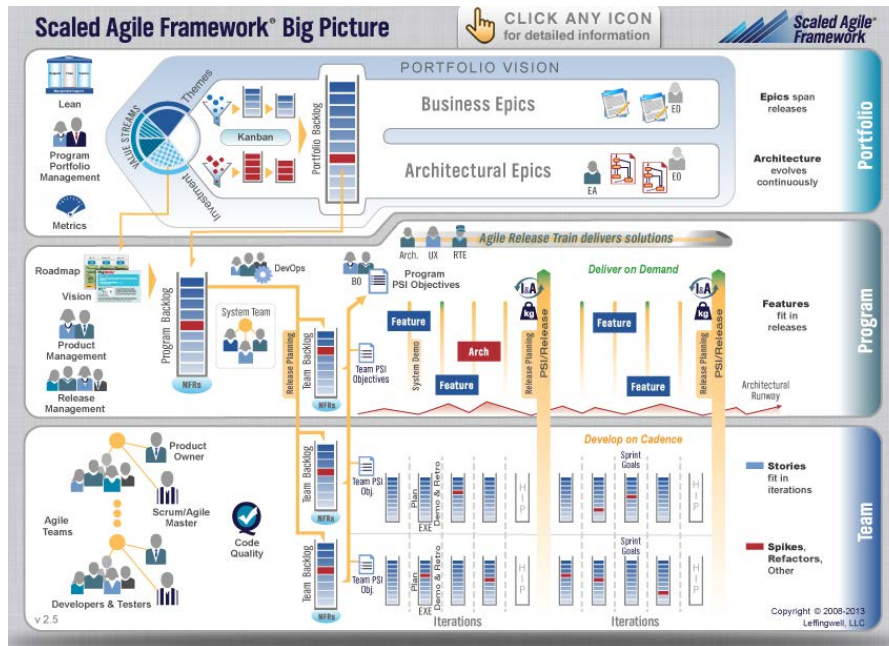 Scaled Agile Framework® Big Picture
CLICK ANY ICON
for detailed information
Scaled Agile®
Framework
PORTFOLIO VISION
Lean
Program
Portfolio
Management
Metrics
VALUE STREAMS
Themes
Investment
Kanban
Portfolio Backlog
Business Epics
EO
Architectural Epics
EA
EO
Epics span
releases
Architecture
evolves
continuously
Portfolio
Roadmap
Vision
Product
Management
Release
Management
Program Backlog
NFRs
DevOps
System Team
Release Planning
Team Backlog
NFRs
Arch.
UX
RTE
Agile Release Train delivers solutions
BO
Program
PSI Objectives
Team PSI
Objectives
Feature
System Demo
Feature
Arch
I&A
kg
Release Planning
PSI/Release
Deliver on Demand
Feature
Feature
I&A
kg
Release Planning
PSI/Release
Architectural
Runway
Features
fit in
releases
Program
Product
Owner
Scrum/Agile
Master
Agile
Teams
Developers & Testers
Code
Quality
v 2.5
Team Backlog
NFRs
Team PSI
Obj.
Team Backlog
NFRs
Team PSI
Obj.
Develop on Cadence
Plan
EXE
Demo & Retro
HIP
Sprint
Goals
HIP
Plan
EXE
Demo & Retro
HIP
Sprint
Goals
HIP
Iterations
Iterations
Stories
fit in
iterations
Spikes,
Refactors,
Other
Team
Copyright © 2008-2013
Leffingwell, LLC